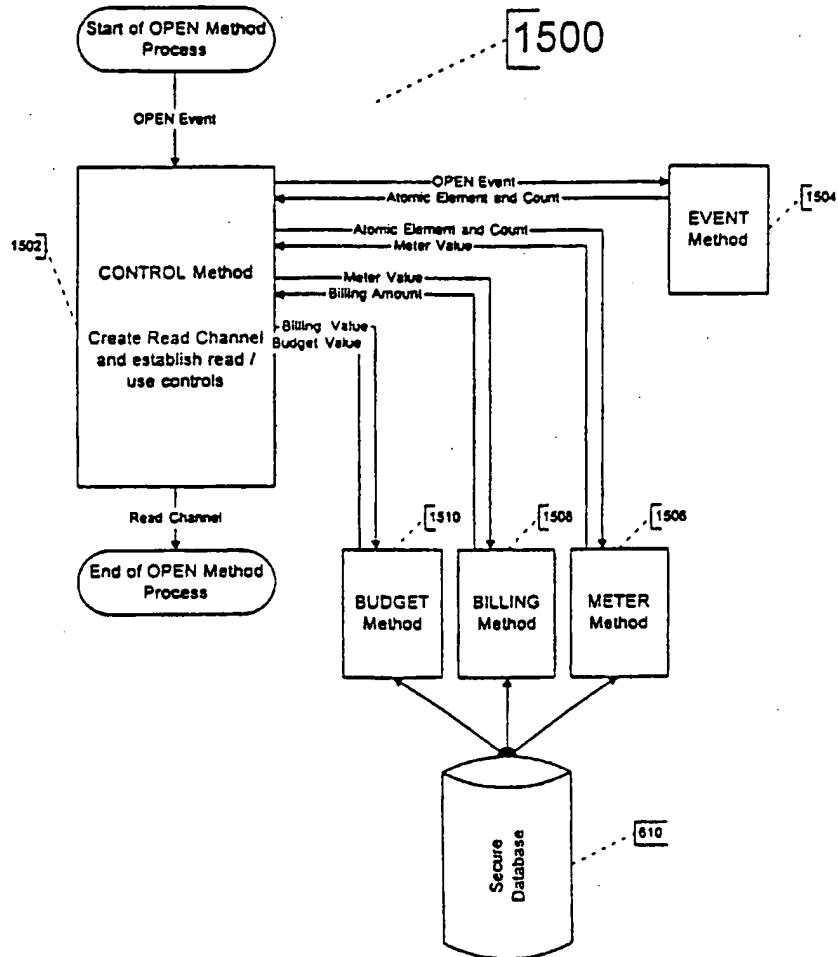 Start of OPEN Method
Process
1500
OPEN Event
OPEN Event
Atomic Element and Count
EVENT
Method
1504
1502
Atomic Element and Count
Meter Value
CONTROL Method
Meter Value
Billing Amount
Create Read Channel
and establish read /
use controls
Billing Value
Budget Value
Read Channel
1510
1508
1506
End of OPEN Method
Process
BUDGET
Method
BILLING
Method
METER
Method
Secure
Database
610